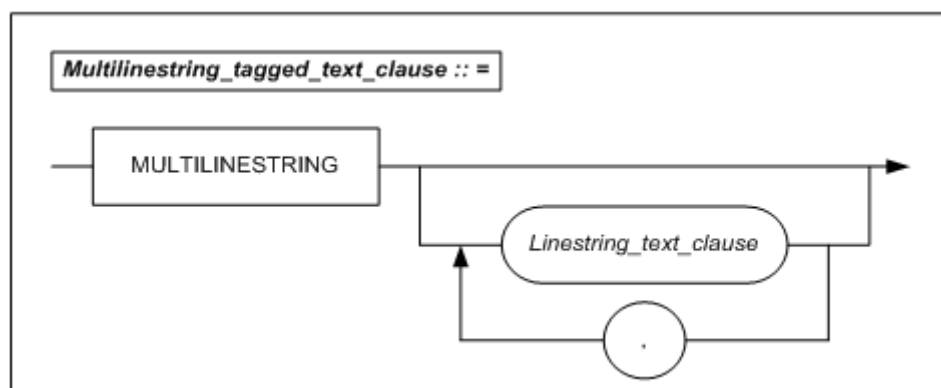 Multilinestring_tagged_text_clause :: =
MULTILINESTRING
Linestring_text_clause
,